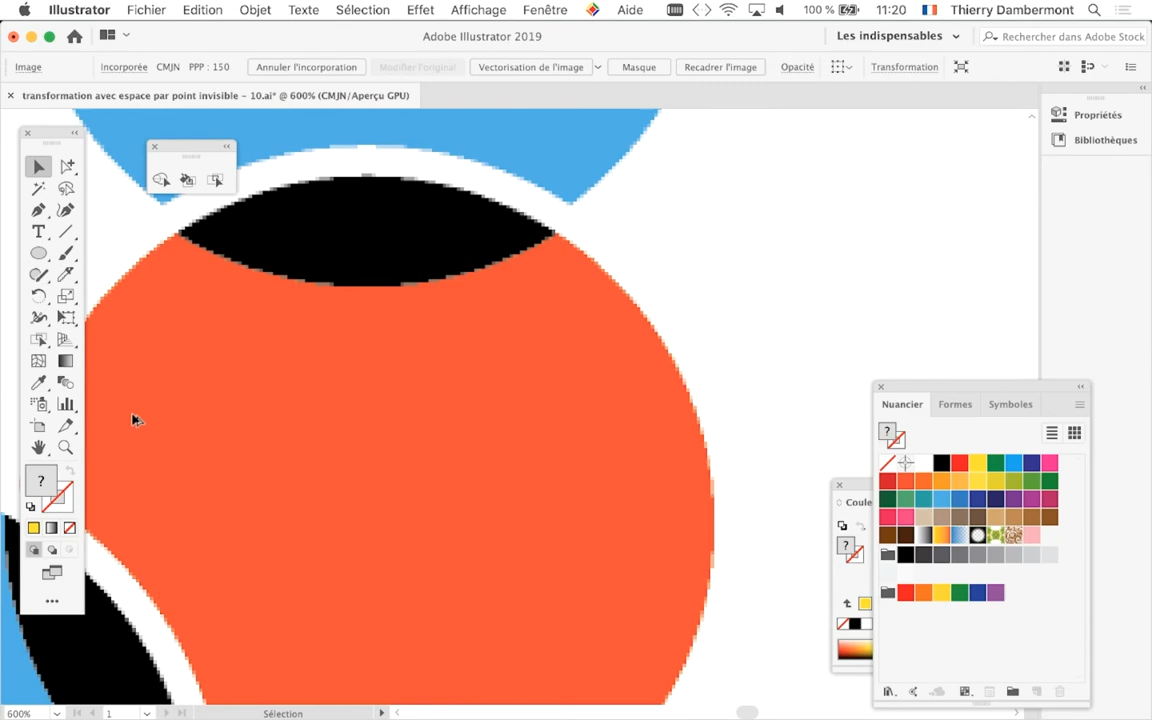 Illustrator Fichier Edition Objet Texte Sélection Effet Affichage Fenêtre Aide 100 % 11:20 Thierry Dambermont
Adobe Illustrator 2019 Les indispensables Rechercher dans Adobe Stock
Image Incorporée CMJN PPP : 150 Annuler l'incorporation Modifier l'original Vectorisation de l'image Masque Recadrer l'image Opacité Transformation
transformation avec espace par point invisible – 10.ai* @ 600% (CMJN/Aperçu GPU)
Propriétés
Bibliothèques
T
Nuancier Formes Symboles
?
Coule
?
?
600% 1 Sélection